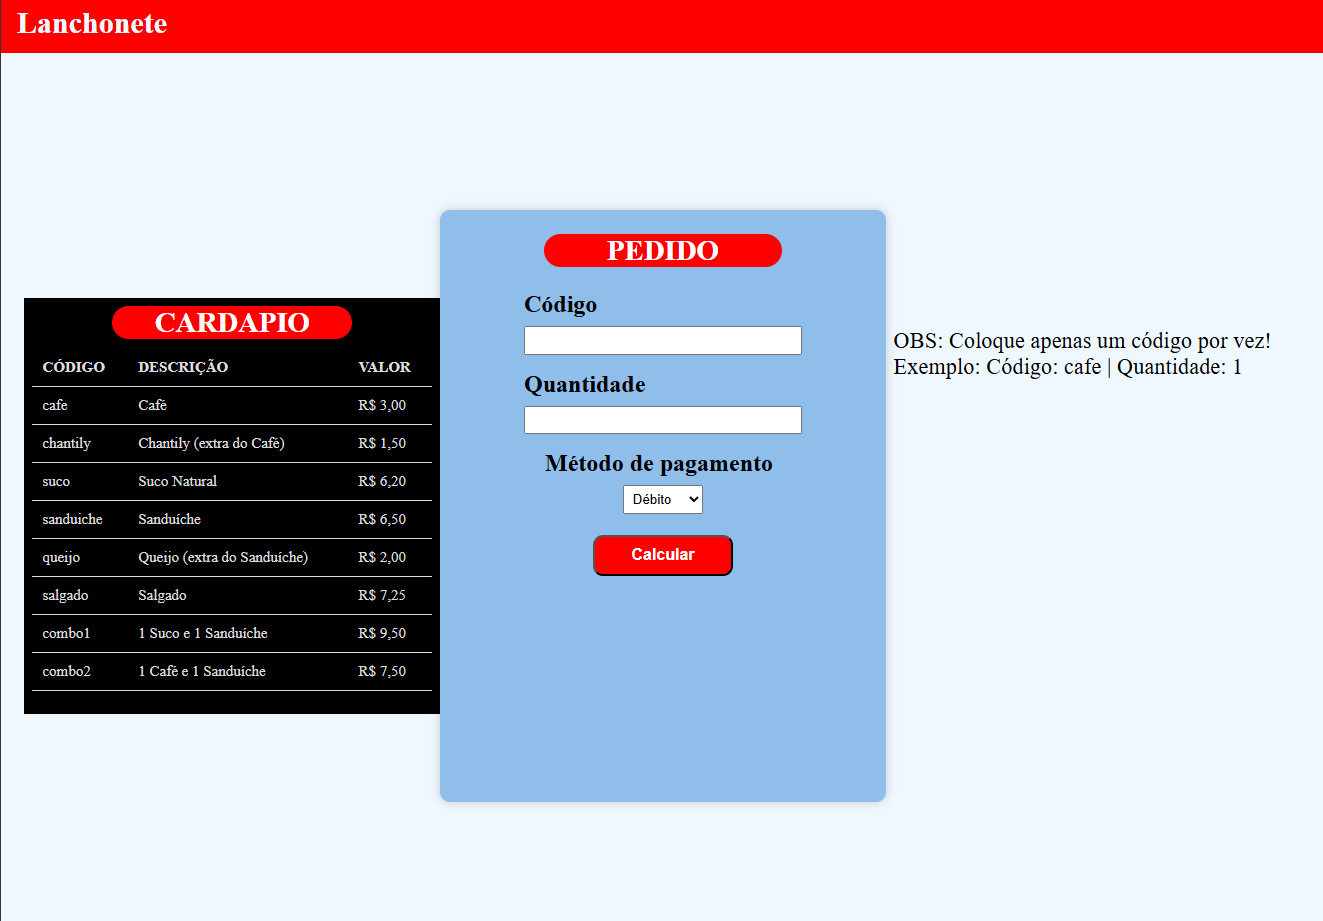 Lanchonete
CARDAPIO
CÓDIGO DESCRIÇÃO VALOR
cafe Café R$ 3,00
chantily Chantily (extra do Café) R$ 1,50
suco Suco Natural R$ 6,20
sanduiche Sanduíche R$ 6,50
queijo Queijo (extra do Sanduíche) R$ 2,00
salgado Salgado R$ 7,25
combo1 1 Suco e 1 Sanduíche R$ 9,50
combo2 1 Café e 1 Sanduíche R$ 7,50
PEDIDO
Código
Quantidade
Método de pagamento
Débito
Calcular
OBS: Coloque apenas um código por vez!
Exemplo: Código: cafe | Quantidade: 1